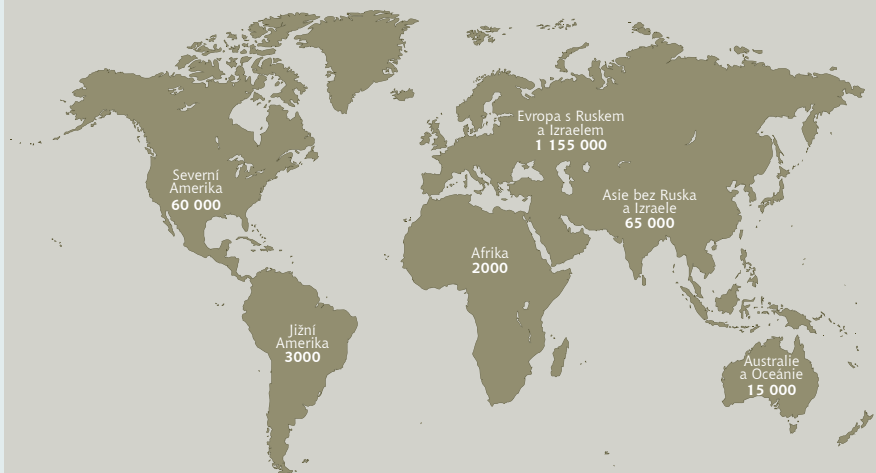 Evropa s Ruskem
a Izraelem
1 155 000
Severní
Amerika
60 000
Asie bez Ruska
a Izraele
65 000
Afrika
2000
Jižní
Amerika
3000
Australie
a Oceánie
15 000